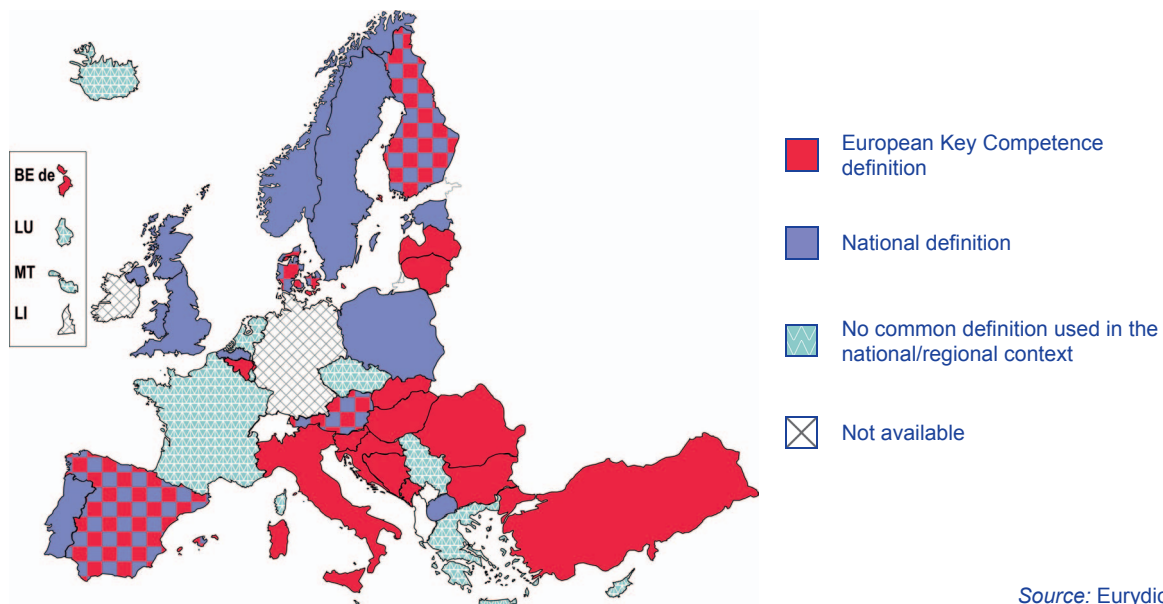 BE de
LU
MT
LI
European Key Competence
definition
National definition
No common definition used in the
national/regional context
Not available
Source: Eurydic